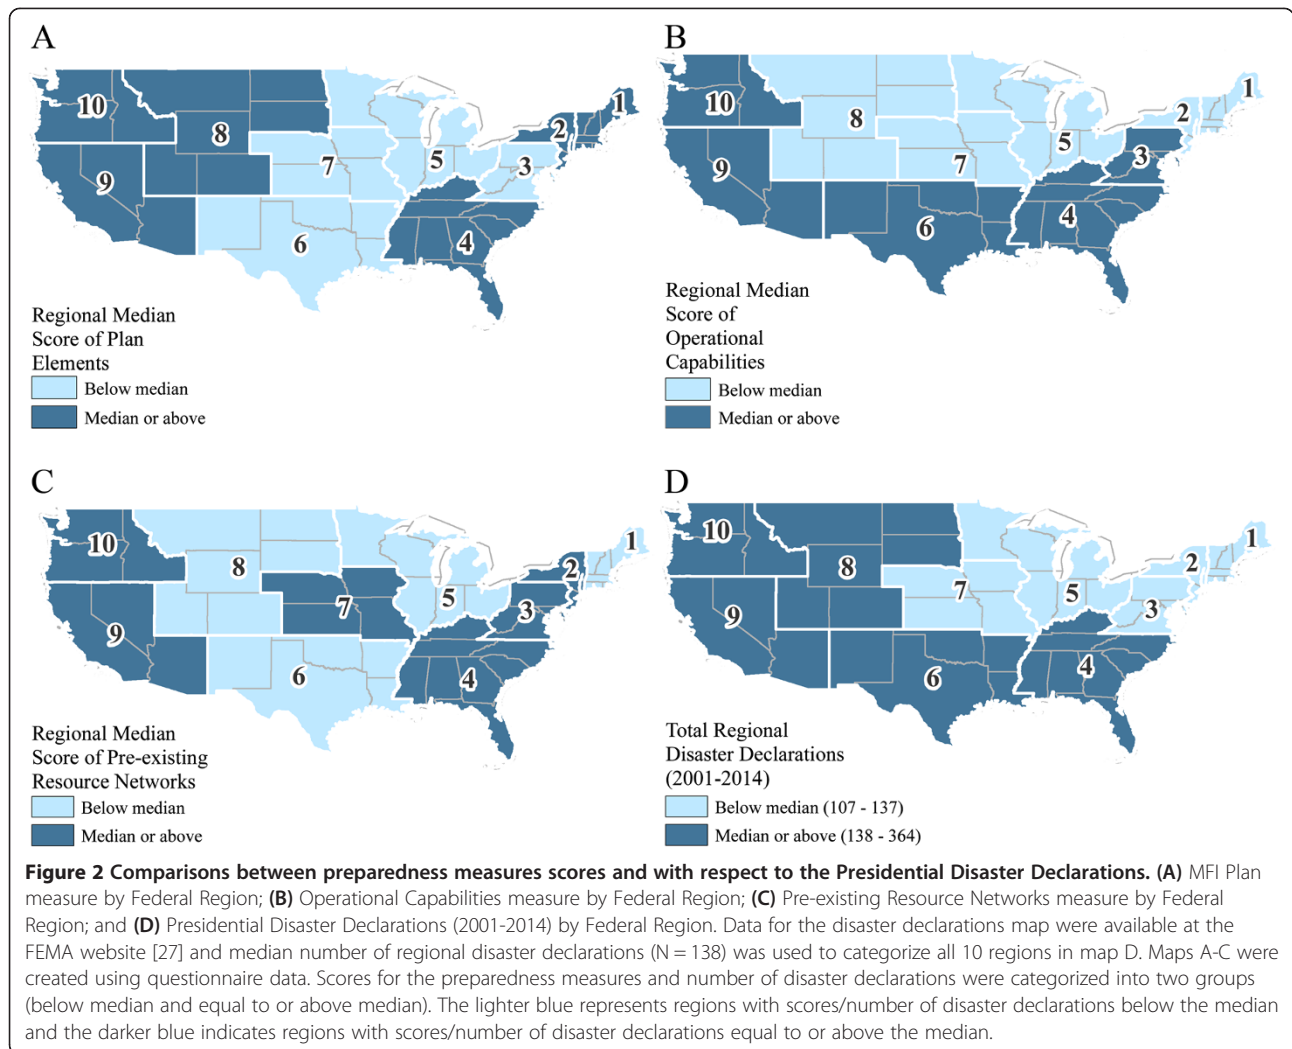 A
10
8
1
2
7
5
3
9
6
4
Regional Median
Score of Plan
Elements
Below median
Median or above
B
10
8
1
2
5
3
7
9
4
6
Regional Median
Score of
Operational
Capabilities
Below median
Median or above
C
10
8
1
2
7
5
3
9
6
4
Regional Median
Score of Pre-existing
Resource Networks
Below median
Median or above
D
10
8
1
2
7
5
3
9
6
4
Total Regional
Disaster Declarations
(2001-2014)
Below median (107 - 137)
Median or above (138 - 364)
Figure 2 Comparisons between preparedness measures scores and with respect to the Presidential Disaster Declarations. (A) MFI Plan
measure by Federal Region; (B) Operational Capabilities measure by Federal Region; (C) Pre-existing Resource Networks measure by Federal
Region; and (D) Presidential Disaster Declarations (2001-2014) by Federal Region. Data for the disaster declarations map were available at the
FEMA website [27] and median number of regional disaster declarations (N = 138) was used to categorize all 10 regions in map D. Maps A-C were
created using questionnaire data. Scores for the preparedness measures and number of disaster declarations were categorized into two groups
(below median and equal to or above median). The lighter blue represents regions with scores/number of disaster declarations below the median
and the darker blue indicates regions with scores/number of disaster declarations equal to or above the median.